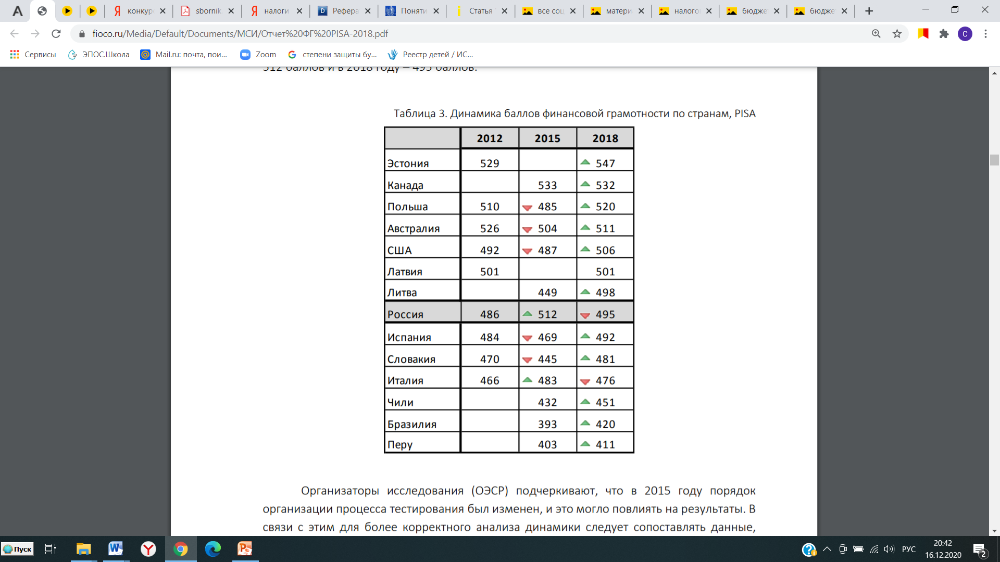 конкур
sbornik.
налоги
Рефера
Поняти
Статья
все соц
матери
налого
бюдже
бюдже
fioco.ru/Media/Default/Documents/МСИ/Отчет%20ФГ%20PISA-2018.pdf
С
Сервисы ЭПОС.Школа Mail.ru: почта, пои... Zoom степени защиты бу... Реестр детей / ИС...
512 баллов и в 2018 году – 495 баллов.
Таблица 3. Динамика баллов финансовой грамотности по странам, PISA
2012 2015 2018
Эстония 529 547
Канада 533 532
Польша 510 485 520
Австралия 526 504 511
США 492 487 506
Латвия 501 501
Литва 449 498
Россия 486 512 495
Испания 484 469 492
Словакия 470 445 481
Италия 466 483 476
Чили 432 451
Бразилия 393 420
Перу 403 411
Организаторы исследования (ОЭСР) подчеркивают, что в 2015 году порядок
организации процесса тестирования был изменен, и это могло повлиять на результаты. В
связи с этим для более корректного анализа динамики следует сопоставлять данные,
Пуск
РУС
20:42
16.12.2020
2